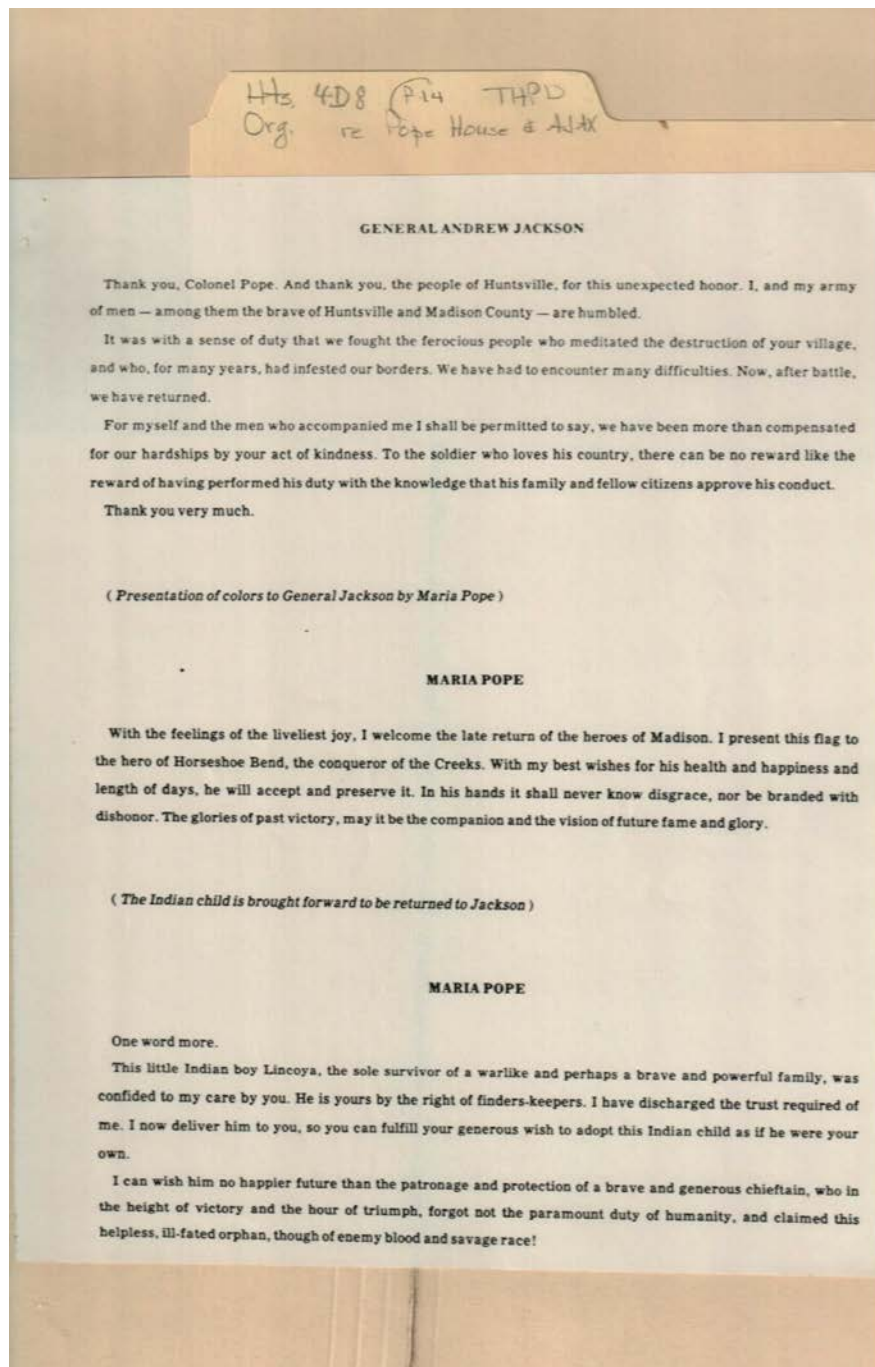 Hts. 4-D8 P-14 THPD
Org. re Pope House & AJAX
GENERAL ANDREW JACKSON
Thank you, Colonel Pope. And thank you, the people of Huntsville, for this unexpected honor. I, and my army
of men — among them the brave of Huntsville and Madison County — are humbled.
It was with a sense of duty that we fought the ferocious people who meditated the destruction of your village,
and who, for many years, had infested our borders. We have had to encounter many difficulties. Now, after battle,
we have returned.
For myself and the men who accompanied me I shall be permitted to say, we have been more than compensated
for our hardships by your act of kindness. To the soldier who loves his country, there can be no reward like the
reward of having performed his duty with the knowledge that his family and fellow citizens approve his conduct.
Thank you very much.
( Presentation of colors to General Jackson by Maria Pope )
MARIA POPE
With the feelings of the liveliest joy, I welcome the late return of the heroes of Madison. I present this flag to
the hero of Horseshoe Bend, the conqueror of the Creeks. With my best wishes for his health and happiness and
length of days, he will accept and preserve it. In his hands it shall never know disgrace, nor be branded with
dishonor. The glories of past victory, may it be the companion and the vision of future fame and glory.
( The Indian child is brought forward to be returned to Jackson )
MARIA POPE
One word more.
This little Indian boy Lincoya, the sole survivor of a warlike and perhaps a brave and powerful family, was
confided to my care by you. He is yours by the right of finders-keepers. I have discharged the trust required of
me. I now deliver him to you, so you can fulfill your generous wish to adopt this Indian child as if he were your
own.
I can wish him no happier future than the patronage and protection of a brave and generous chieftain, who in
the height of victory and the hour of triumph, forgot not the paramount duty of humanity, and claimed this
helpless, ill-fated orphan, though of enemy blood and savage race!